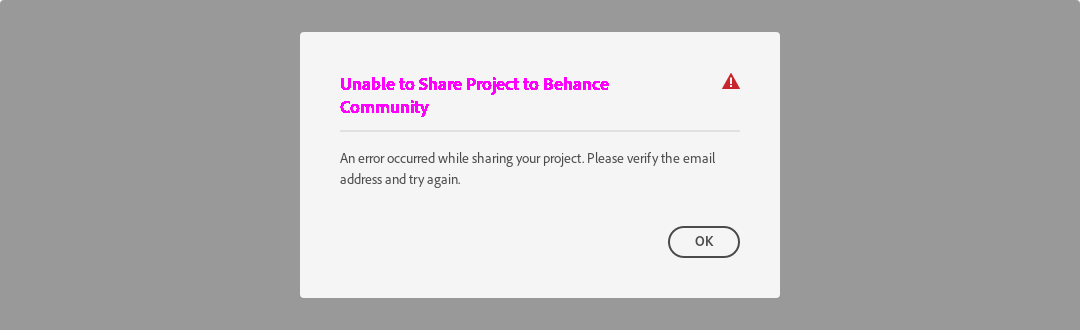 Unable to Share Project to Behance
Community
An error occurred while sharing your project. Please verify the email
address and try again.
OK